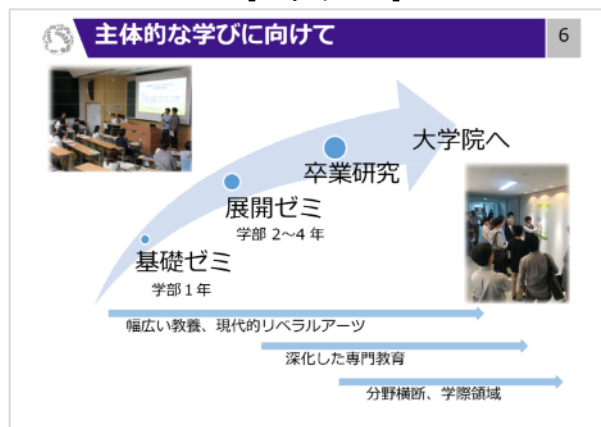 主体的な学びに向けて
6
大学院へ
卒業研究
展開ゼミ
学部 2～4 年
基礎ゼミ
学部 1 年
幅広い教養、現代的リベラルアーツ
深化した専門教育
分野横断、学際領域